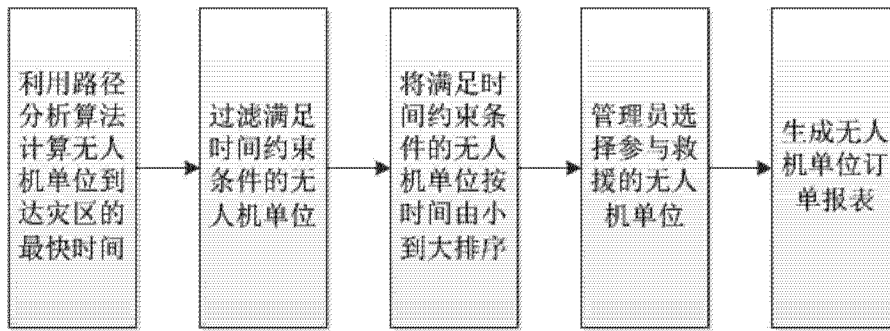 利用路径
分析算法
计算无人
机单位到
达灾区的
最快时间
过滤满足
时间约束
条件的无
人机单位
将满足时
间约束条
件的无人
机单位按
时间由小
到大排序
管理员选
择参与救
援的无人
机单位
生成无人
机单位订
单报表